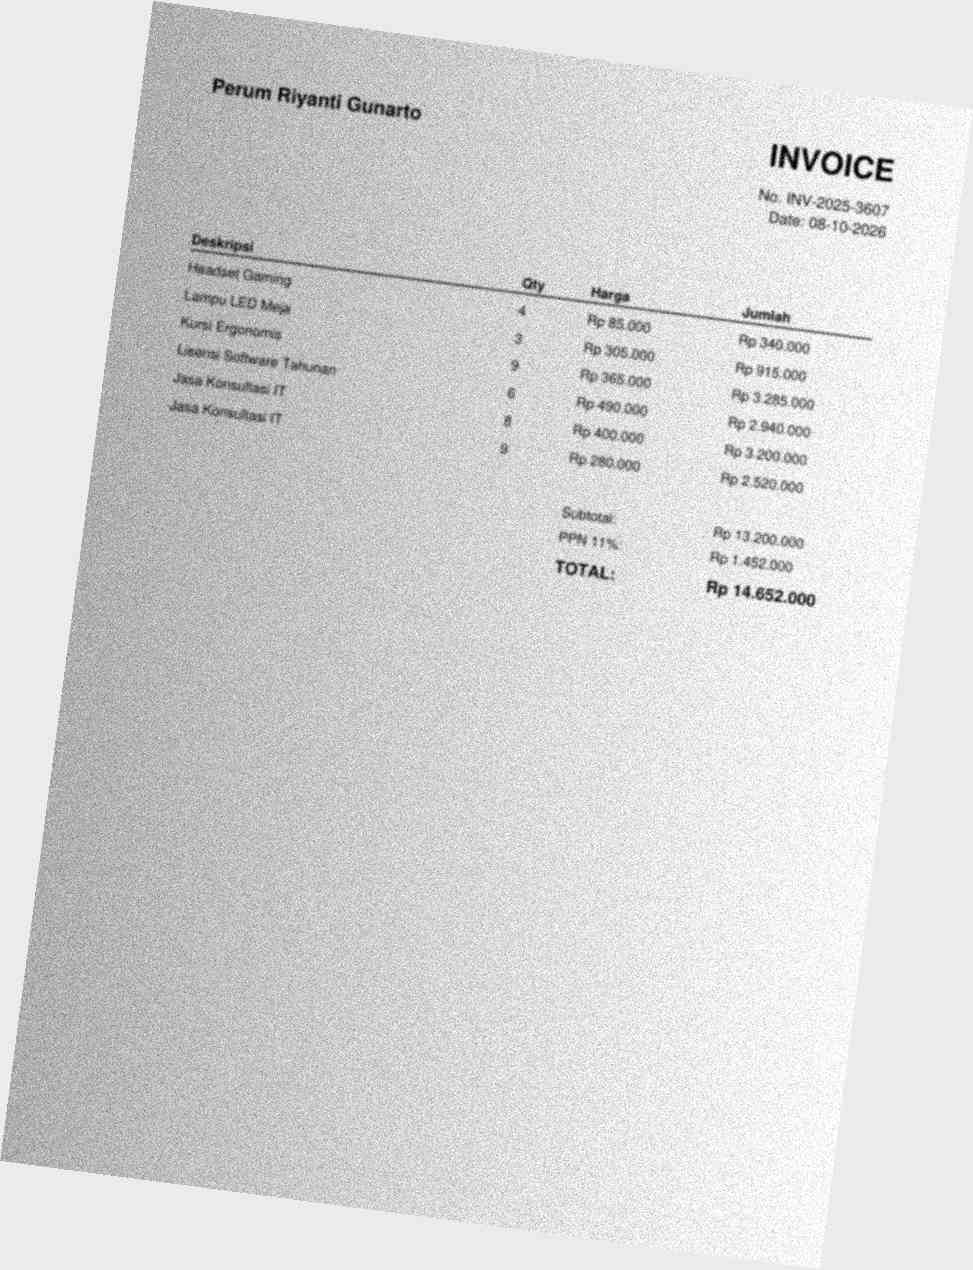 Perum Riyanti Gunarto
INVOICE
No. INV-2025-3607
Date: 08-10-2026
Deskripsi Qty Harga Jumlah
Headset Gaming 4 Rp 85.000 Rp 340.000
Lampu LED Meja 3 Rp 305.000 Rp 915.000
Kursi Ergonomis 9 Rp 365.000 Rp 3.285.000
Lisensi Software Tahunan 6 Rp 490.000 Rp 2.940.000
Jasa Konsultasi IT 8 Rp 400.000 Rp 3.200.000
Jasa Konsultasi IT 9 Rp 280.000 Rp 2.520.000
Subtotal: Rp 13.200.000
PPN 11%: Rp 1.452.000
TOTAL: Rp 14.652.000